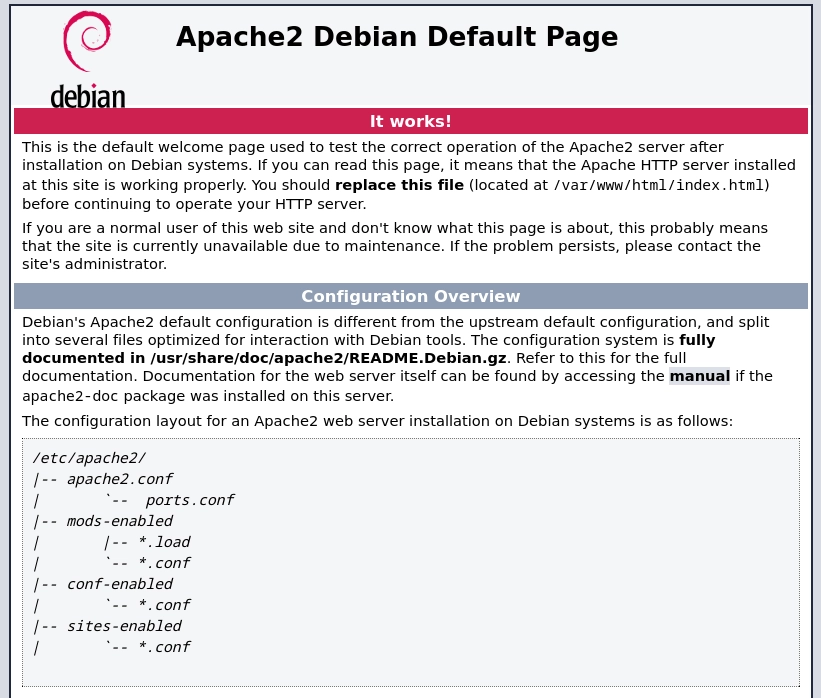 debian
Apache2 Debian Default Page
It works!
This is the default welcome page used to test the correct operation of the Apache2 server after
installation on Debian systems. If you can read this page, it means that the Apache HTTP server installed
at this site is working properly. You should replace this file (located at /var/www/html/index.html)
before continuing to operate your HTTP server.
If you are a normal user of this web site and don't know what this page is about, this probably means
that the site is currently unavailable due to maintenance. If the problem persists, please contact the
site's administrator.
Configuration Overview
Debian's Apache2 default configuration is different from the upstream default configuration, and split
into several files optimized for interaction with Debian tools. The configuration system is fully
documented in /usr/share/doc/apache2/README.Debian.gz. Refer to this for the full
documentation. Documentation for the web server itself can be found by accessing the manual if the
apache2-doc package was installed on this server.
The configuration layout for an Apache2 web server installation on Debian systems is as follows:
/etc/apache2/
|-- apache2.conf
|       `--  ports.conf
|-- mods-enabled
|       |-- *.load
|       `-- *.conf
|-- conf-enabled
|       `-- *.conf
|-- sites-enabled
|       `-- *.conf